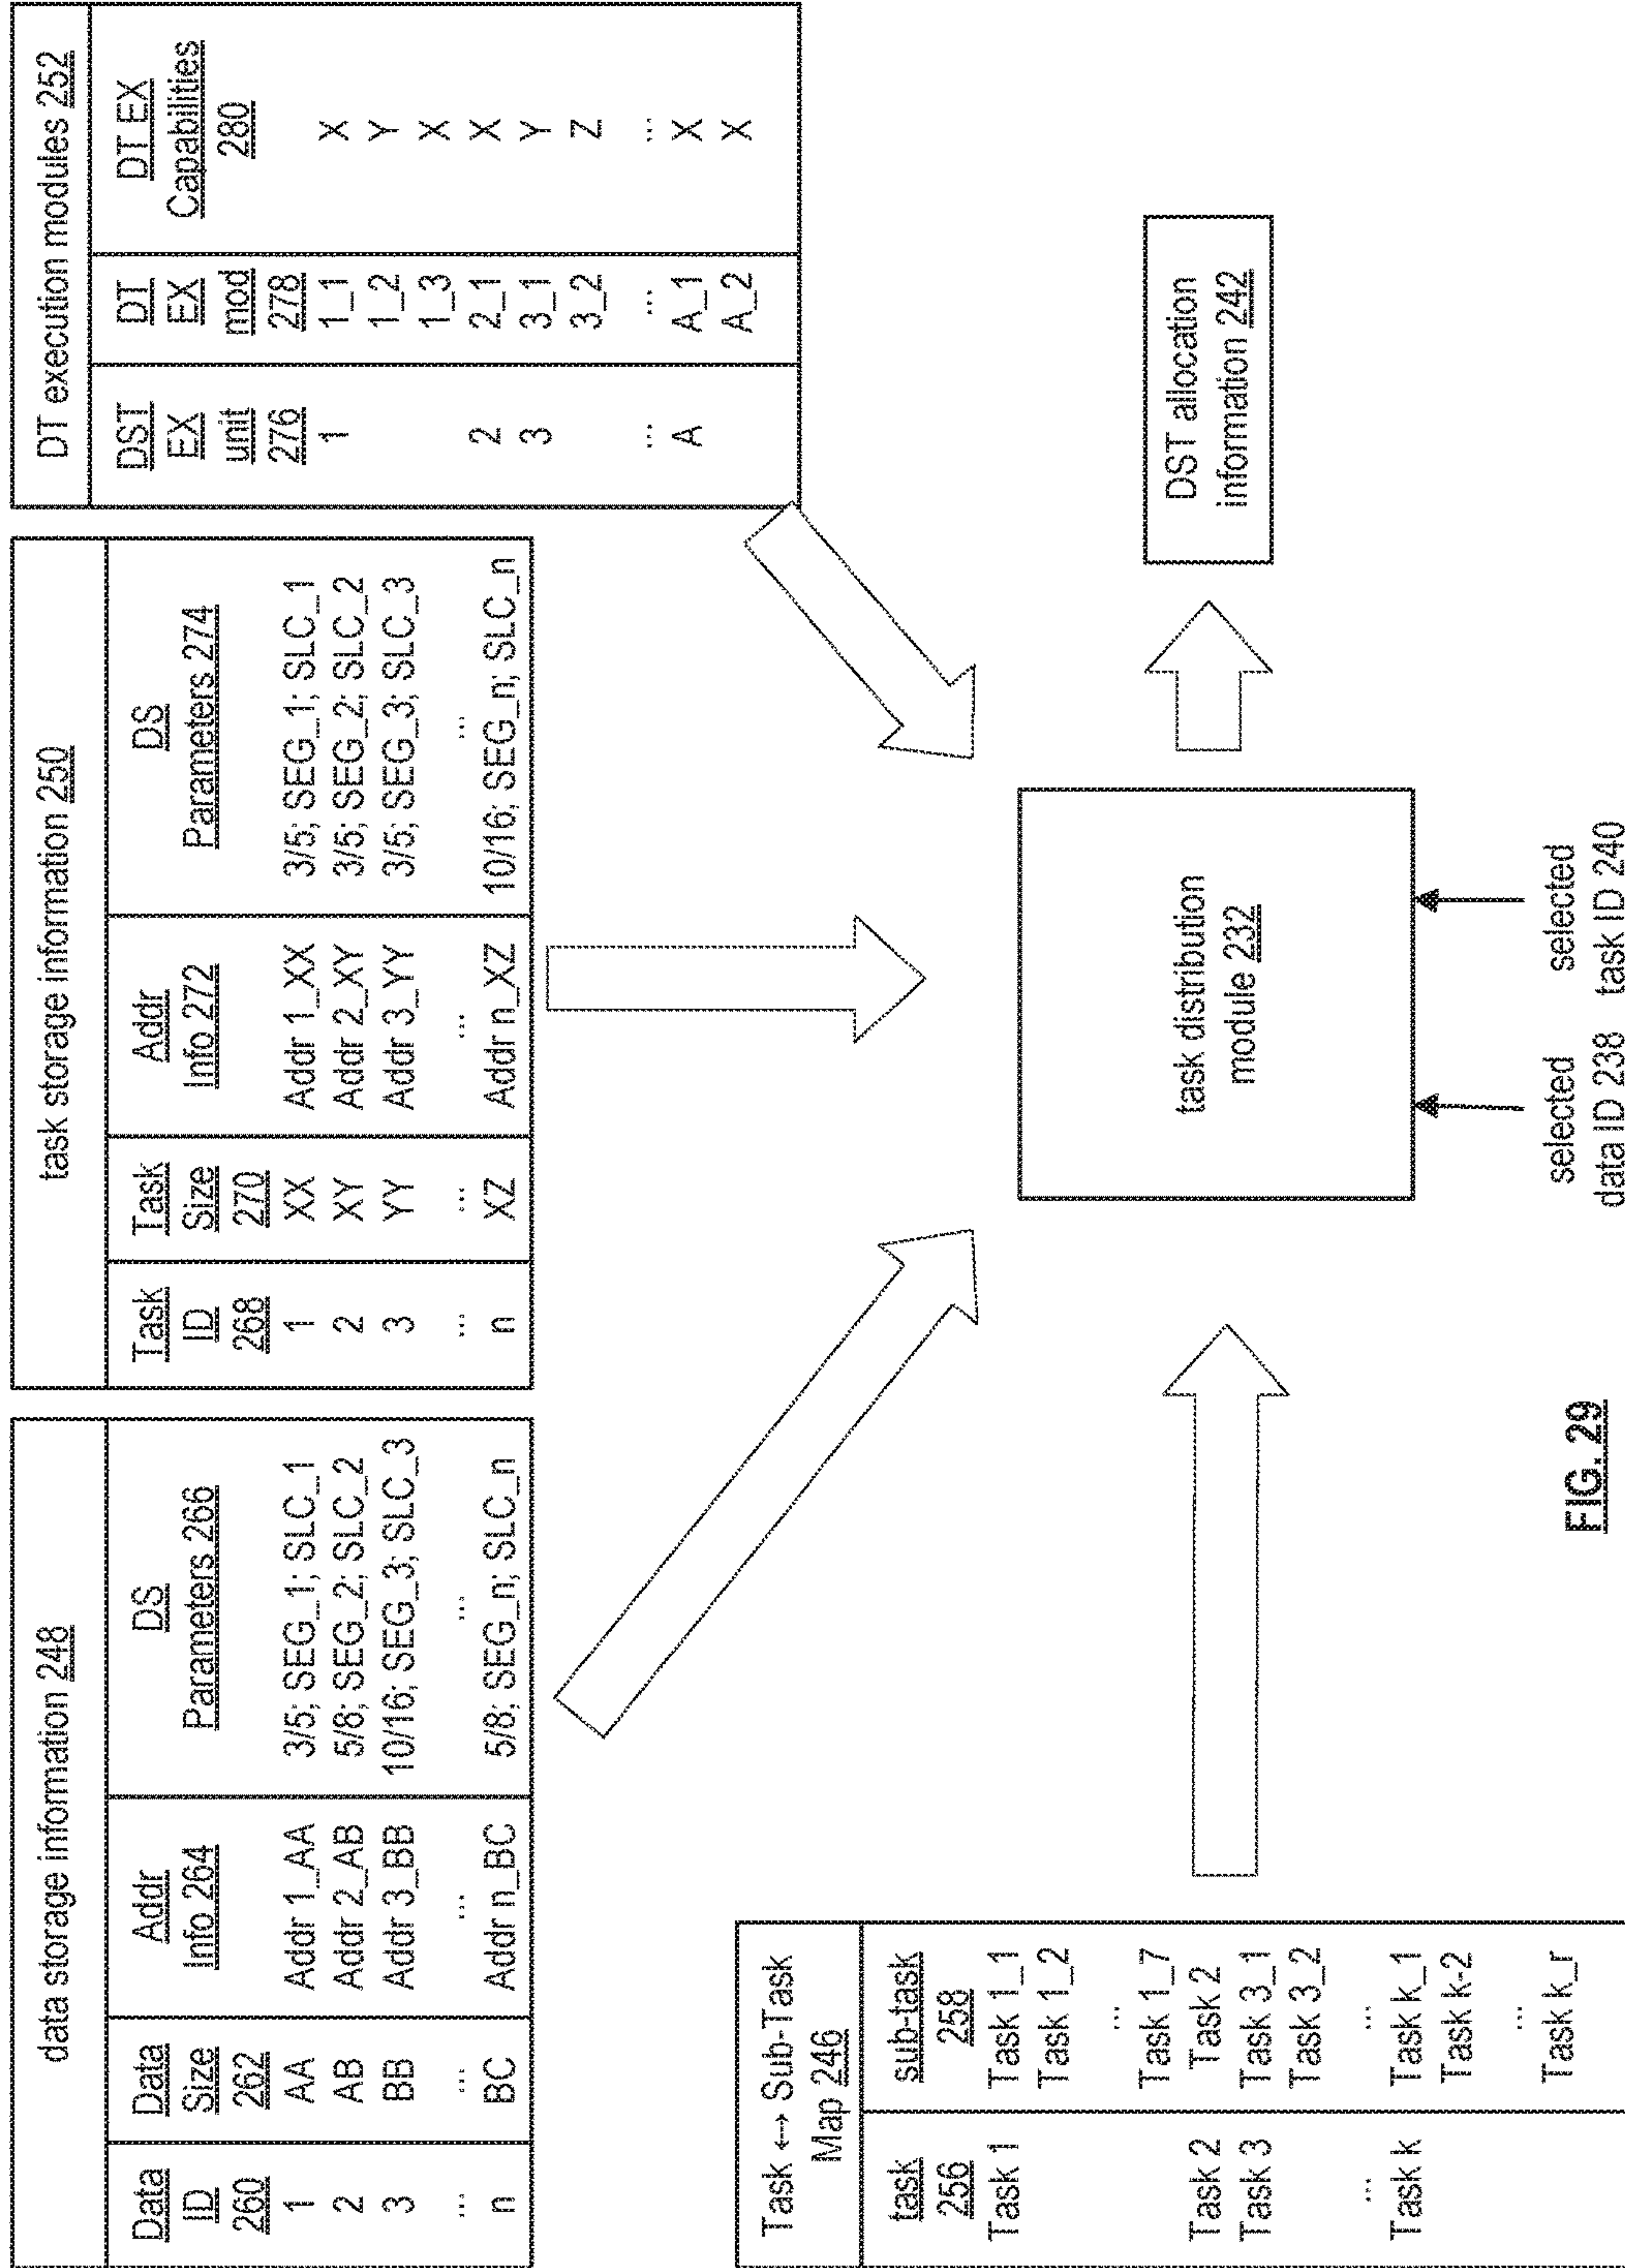 data storage information 248
Data ID 260 Data Size 262 Addr Info 264 DS Parameters 266
1 AA Addr 1_AA 3/5; SEG_1; SLC_1
2 AB Addr 2_AB 5/8; SEG_2; SLC_2
3 BB Addr 3_BB 10/16; SEG_3; SLC_3
... ... ... ...
n BC Addr n_BC 5/8; SEG_n; SLC_n
task storage information 250
Task ID 268 Task Size 270 Addr Info 272 DS Parameters 274
1 XX Addr 1_XX 3/5; SEG_1; SLC_1
2 XY Addr 2_XY 3/5; SEG_2; SLC_2
3 YY Addr 3_YY 3/5; SEG_3; SLC_3
... ... ... ...
n XZ Addr n_XZ 10/16; SEG_n; SLC_n
DT execution modules 252
DST EX unit 276 DT EX mod 278 DT EX Capabilities 280
1 1_1 X
1_2 Y
1_3 X
2 2_1 X
3 3_1 Y
3_2 Z
... ... ...
A A_1 X
A_2 X
Task ↔ Sub-Task
Map 246
task 256 sub-task 258
Task 1 Task 1_1
Task 1_2
...
Task 1_7
Task 2 Task 2
Task 3 Task 3_1
Task 3_2
... ...
Task k Task k_1
Task k-2
...
Task k_r
task distribution
module 232
DST allocation
information 242
selected
data ID 238
selected
task ID 240
FIG. 29